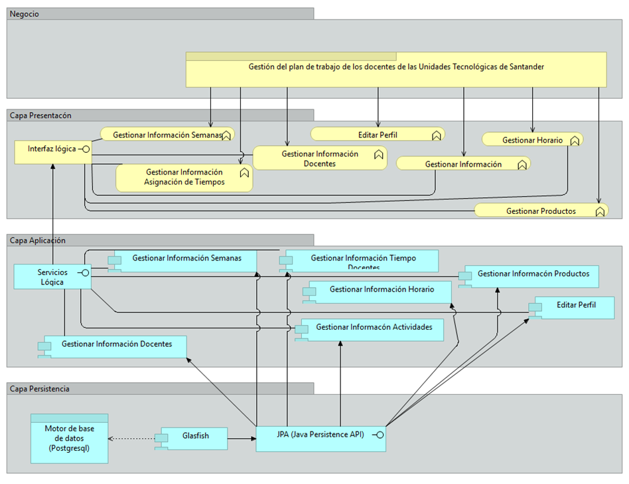 Negocio
Gestión del plan de trabajo de los docentes de las Unidades Tecnológicas de Santander
Capa Presentacón
Gestionar Información Semanas
Editar Perfil
Gestionar Horario
Interfaz lógica
Gestionar Información
Docentes
Gestionar Información
Gestionar Información
Asignación de Tiempos
Gestionar Productos
Capa Aplicación
Gestionar Información Semanas
Gestionar Información Tiempo
Docentes
Servicios
Lógica
Gestionar Informacón Productos
Gestionar Información Horario
Editar Perfil
Gestionar Informacón Actividades
Gestionar Información Docentes
Capa Persistencia
Motor de base
de datos
(Postgresql)
Glasfish
JPA (Java Persistence API)